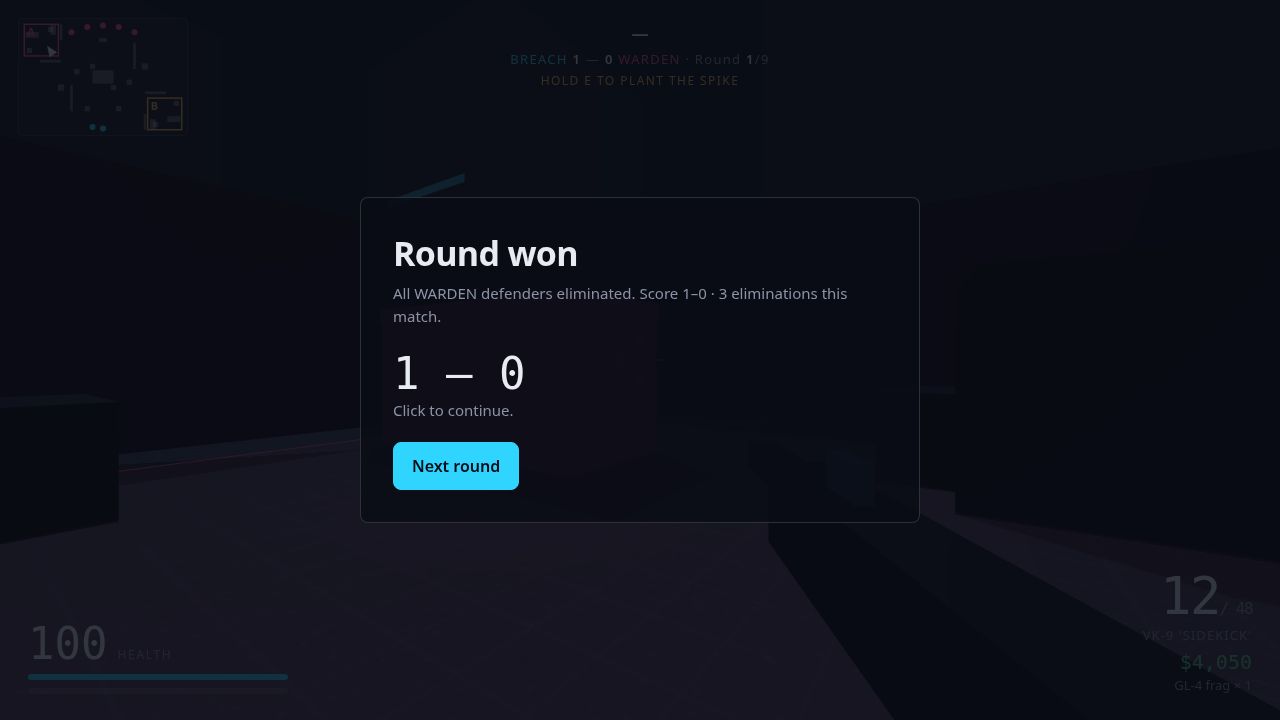 A
B
—
BREACH 1 — 0 WARDEN · Round 1/9
HOLD E TO PLANT THE SPIKE
Round won
All WARDEN defenders eliminated. Score 1–0 · 3 eliminations this
match.
1 — 0
Click to continue.
Next round
100 HEALTH
12 / 48
VK-9 'SIDEKICK'
$4,050
GL-4 frag × 1